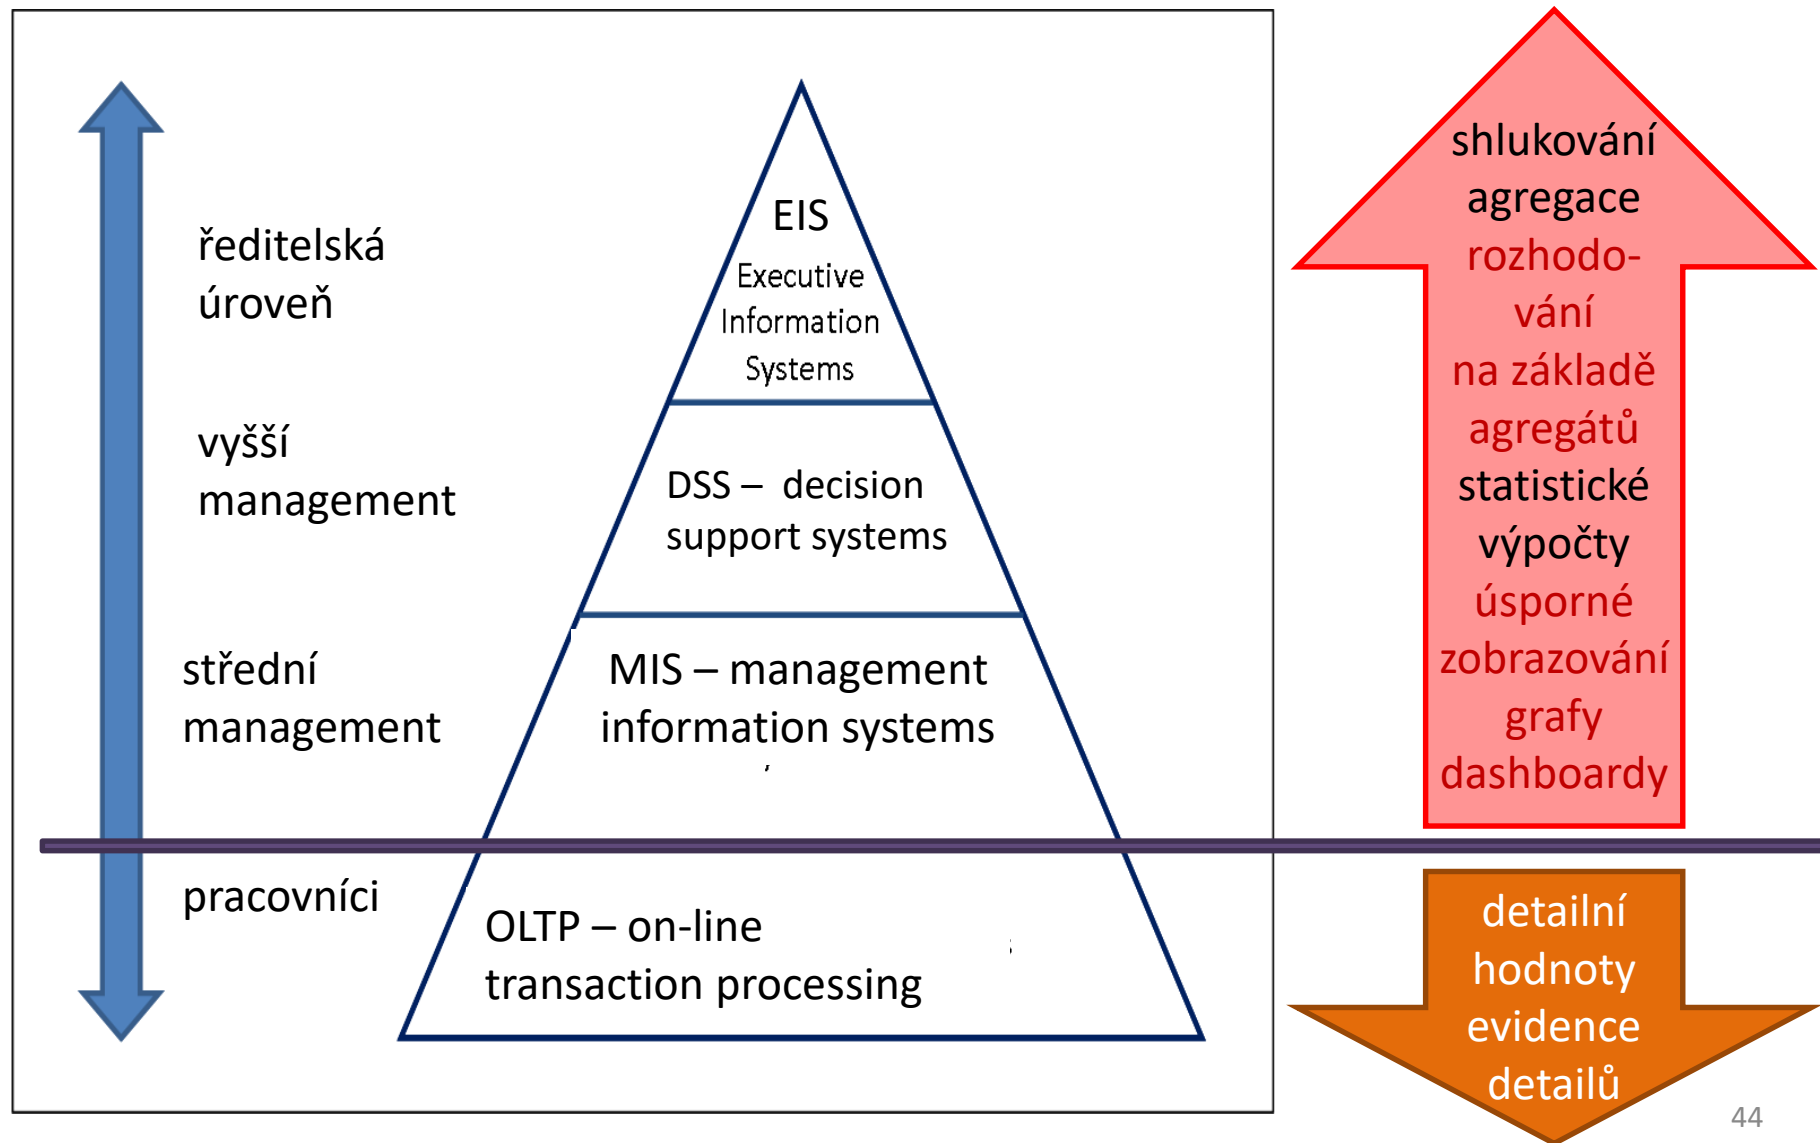 ředitelská
úroveň
vyšší
management
střední
management
pracovníci
EIS
Executive
Information
Systems
DSS – decision
support systems
MIS – management
information systems
OLTP – on-line
transaction processing
shlukování
agregace
rozhodo-
vání
na základě
agregátů
statistické
výpočty
úsporné
zobrazování
grafy
dashboardy
detailní
hodnoty
evidence
detailů
44